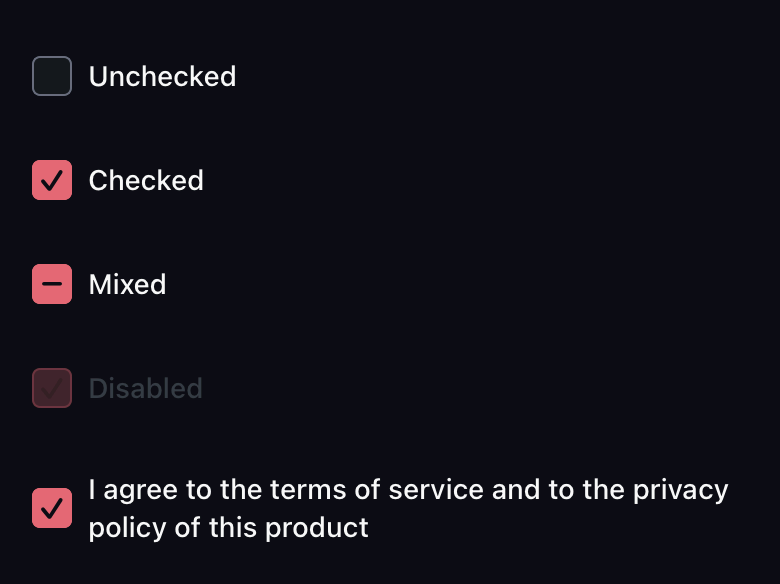 Unchecked
Checked
Mixed
Disabled
I agree to the terms of service and to the privacy
policy of this product